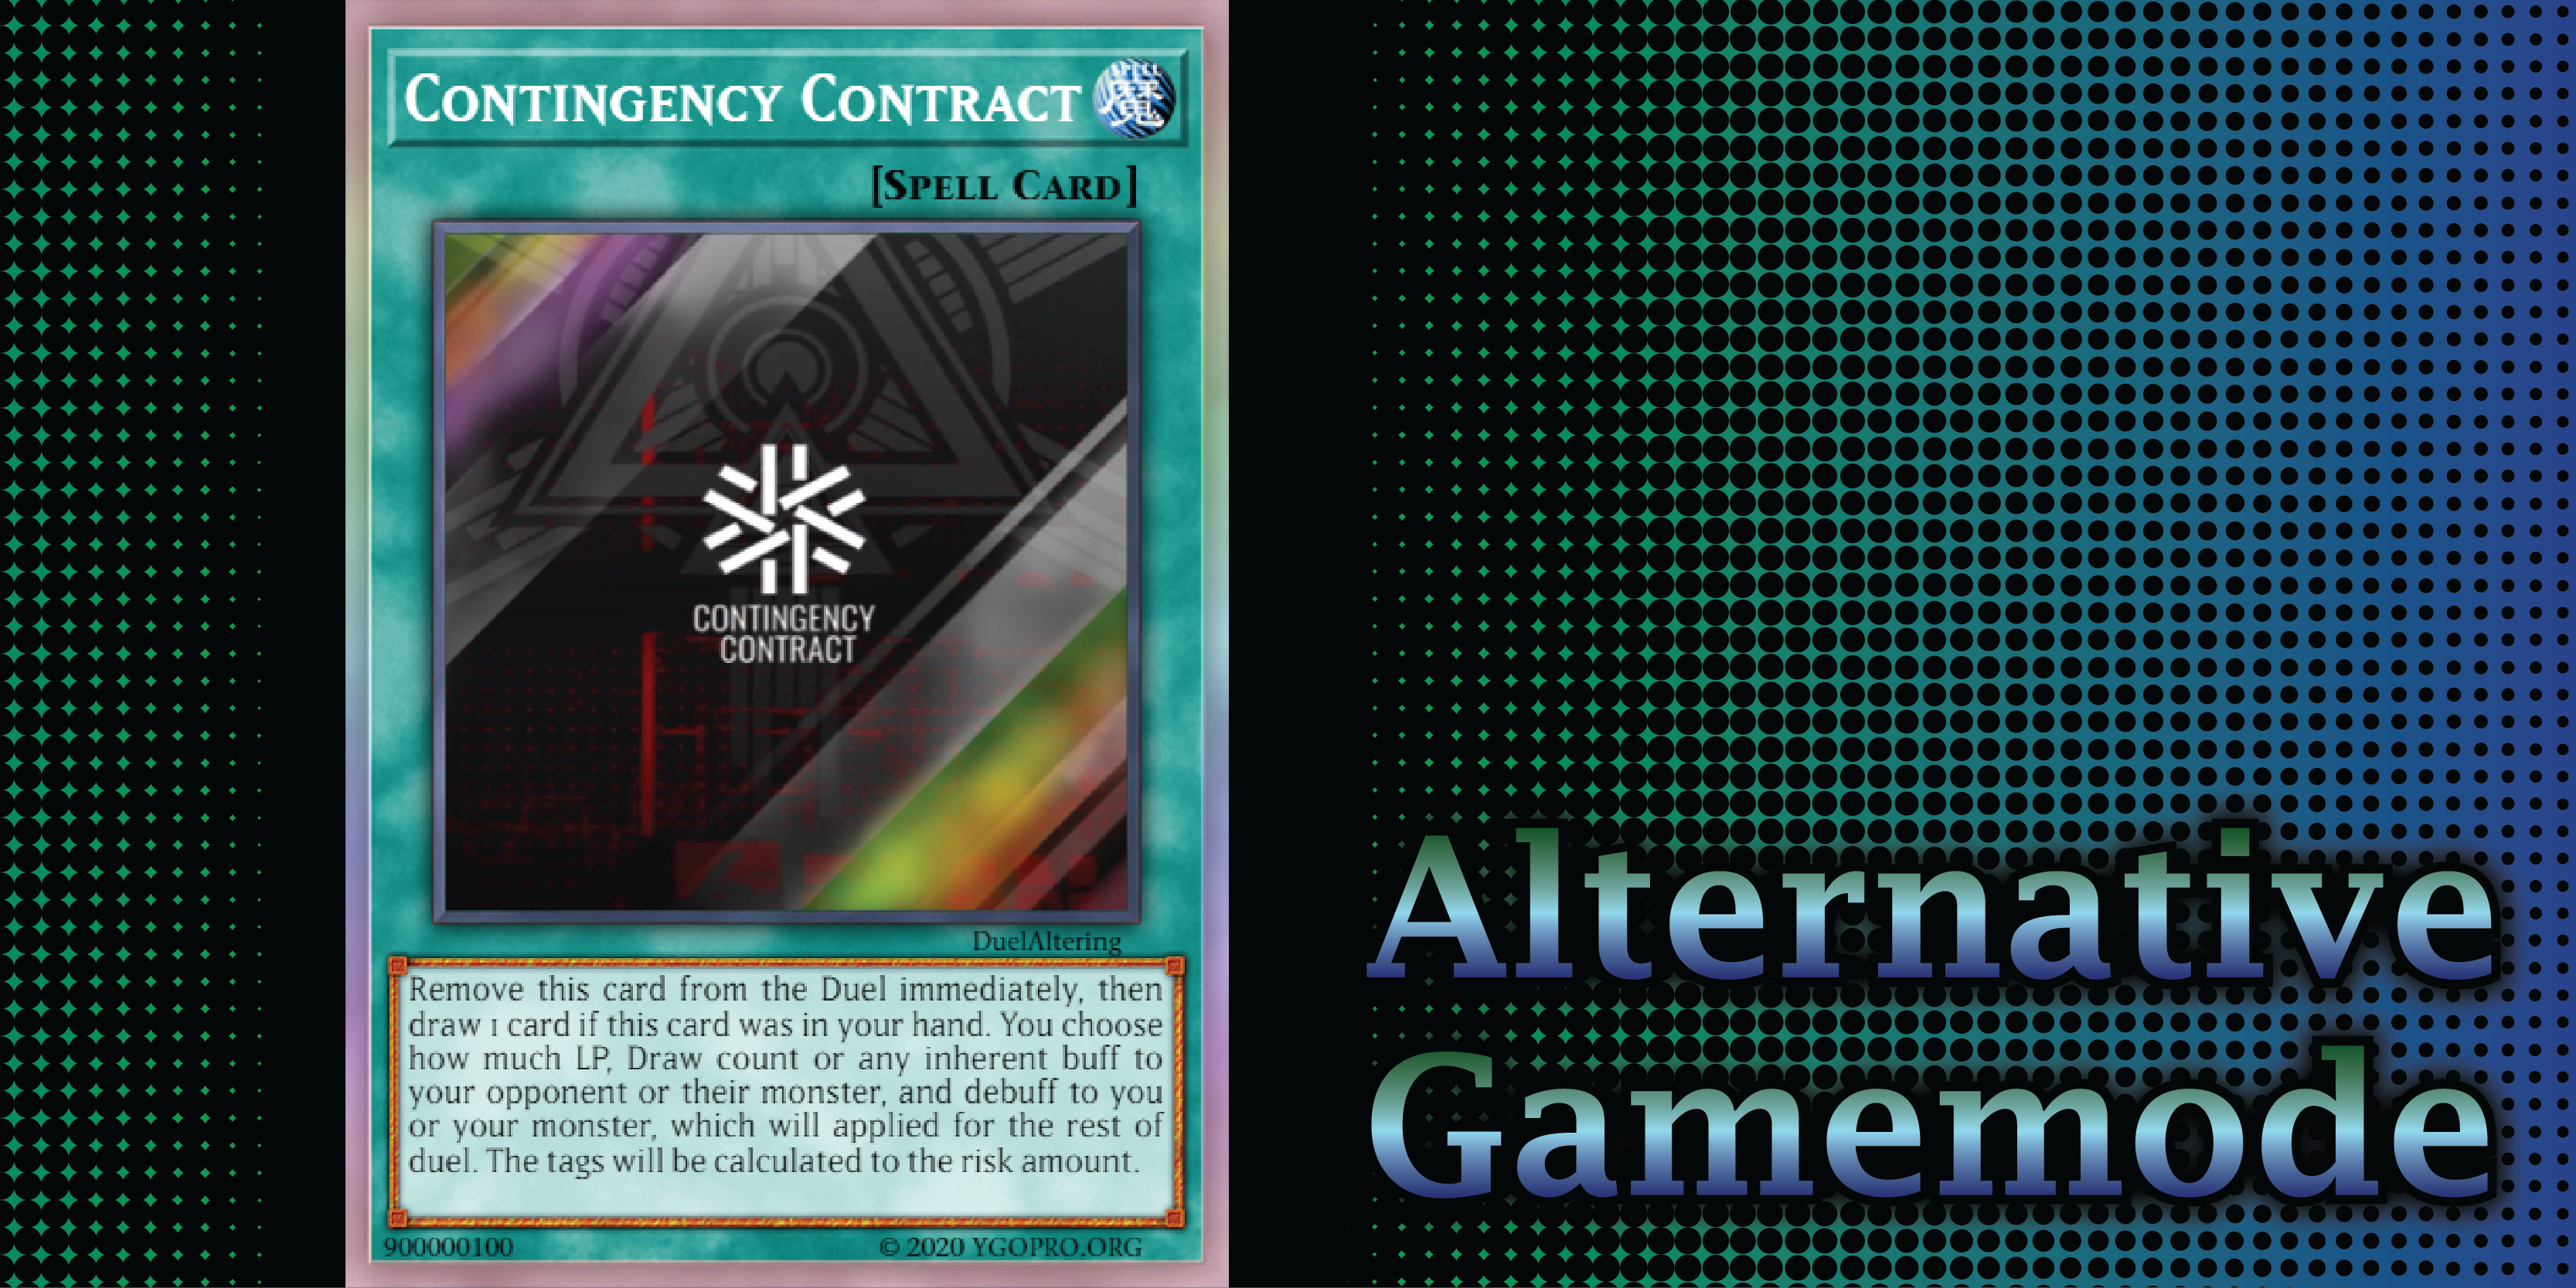 CONTINGENCY CONTRACT
SPELL
魔
[SPELL CARD]
CONTINGENCY
CONTRACT
DuelAltering
Remove this card from the Duel immediately, then
draw 1 card if this card was in your hand. You choose
how much LP, Draw count or any inherent buff to
your opponent or their monster, and debuff to you
or your monster, which will applied for the rest of
duel. The tags will be calculated to the risk amount.
900000100
© 2020 YGOPRO.ORG
Alternative
Gamemode